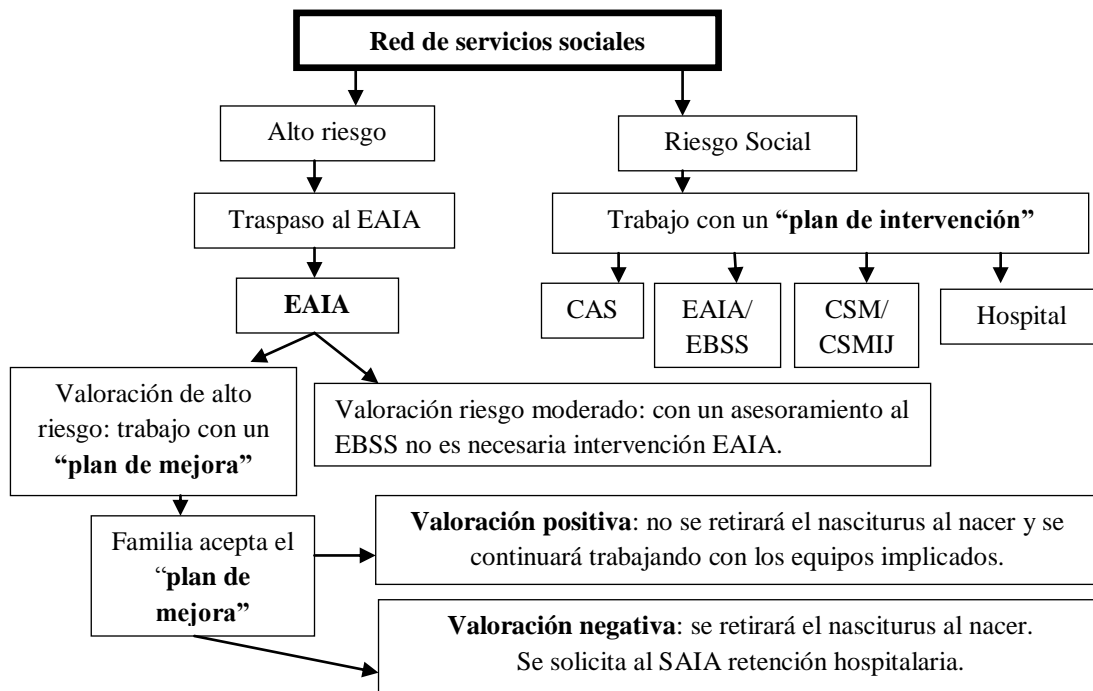 Red de servicios sociales
Alto riesgo
Riesgo Social
Traspaso al EAIA
Trabajo con un “plan de intervención”
EAIA
CAS
EAIA/
EBSS
CSM/
CSMIJ
Hospital
Valoración de alto
riesgo: trabajo con un
“plan de mejora”
Valoración riesgo moderado: con un asesoramiento al
EBSS no es necesaria intervención EAIA.
Familia acepta el
“plan de
mejora”
Valoración positiva: no se retirará el nasciturus al nacer y se
continuará trabajando con los equipos implicados.
Valoración negativa: se retirará el nasciturus al nacer.
Se solicita al SAIA retención hospitalaria.